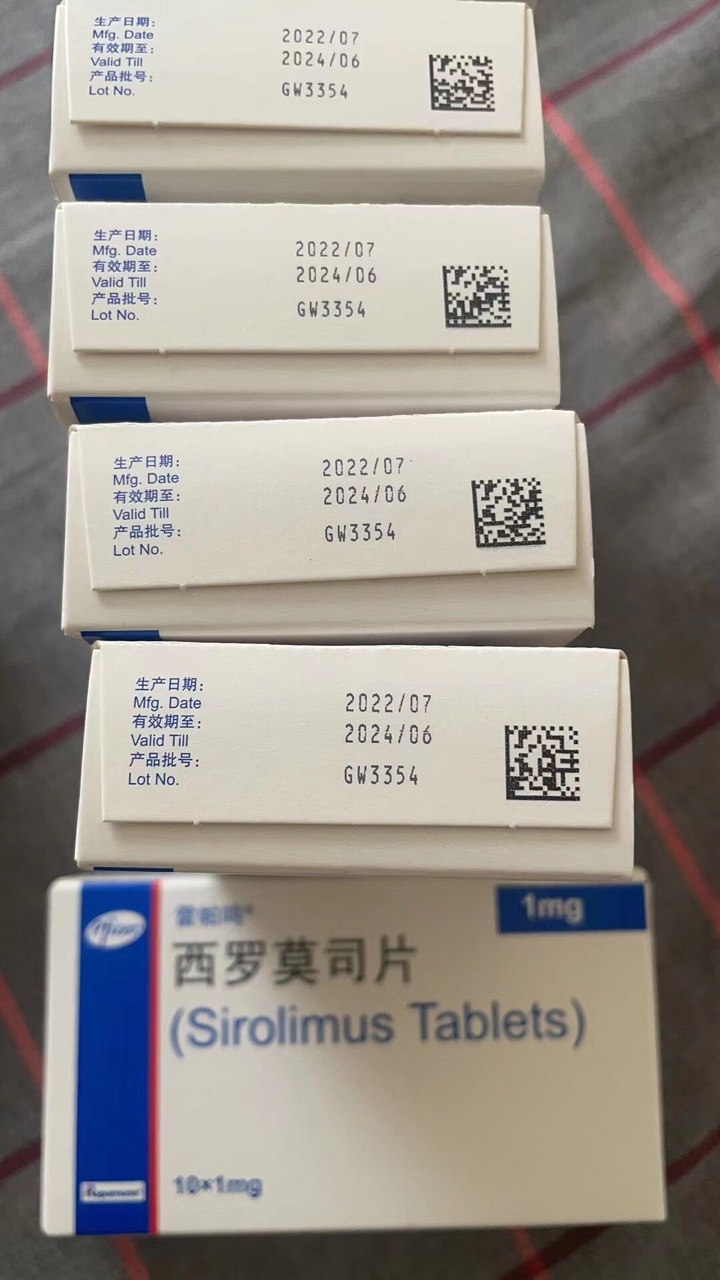 生产日期:
Mfg. Date 2022/07
有效期至:
Valid Till 2024/06
产品批号:
Lot No. GW3354
生产日期:
Mfg. Date 2022/07
有效期至:
Valid Till 2024/06
产品批号:
Lot No. GW3354
生产日期:
Mfg. Date 2022/07
有效期至:
Valid Till 2024/06
产品批号:
Lot No. GW3354
生产日期:
Mfg. Date 2022/07
有效期至:
Valid Till 2024/06
产品批号:
Lot No. GW3354
Pfizer
雷帕鸣®
1mg
西罗莫司片
(Sirolimus Tablets)
Rapamune
10×1mg